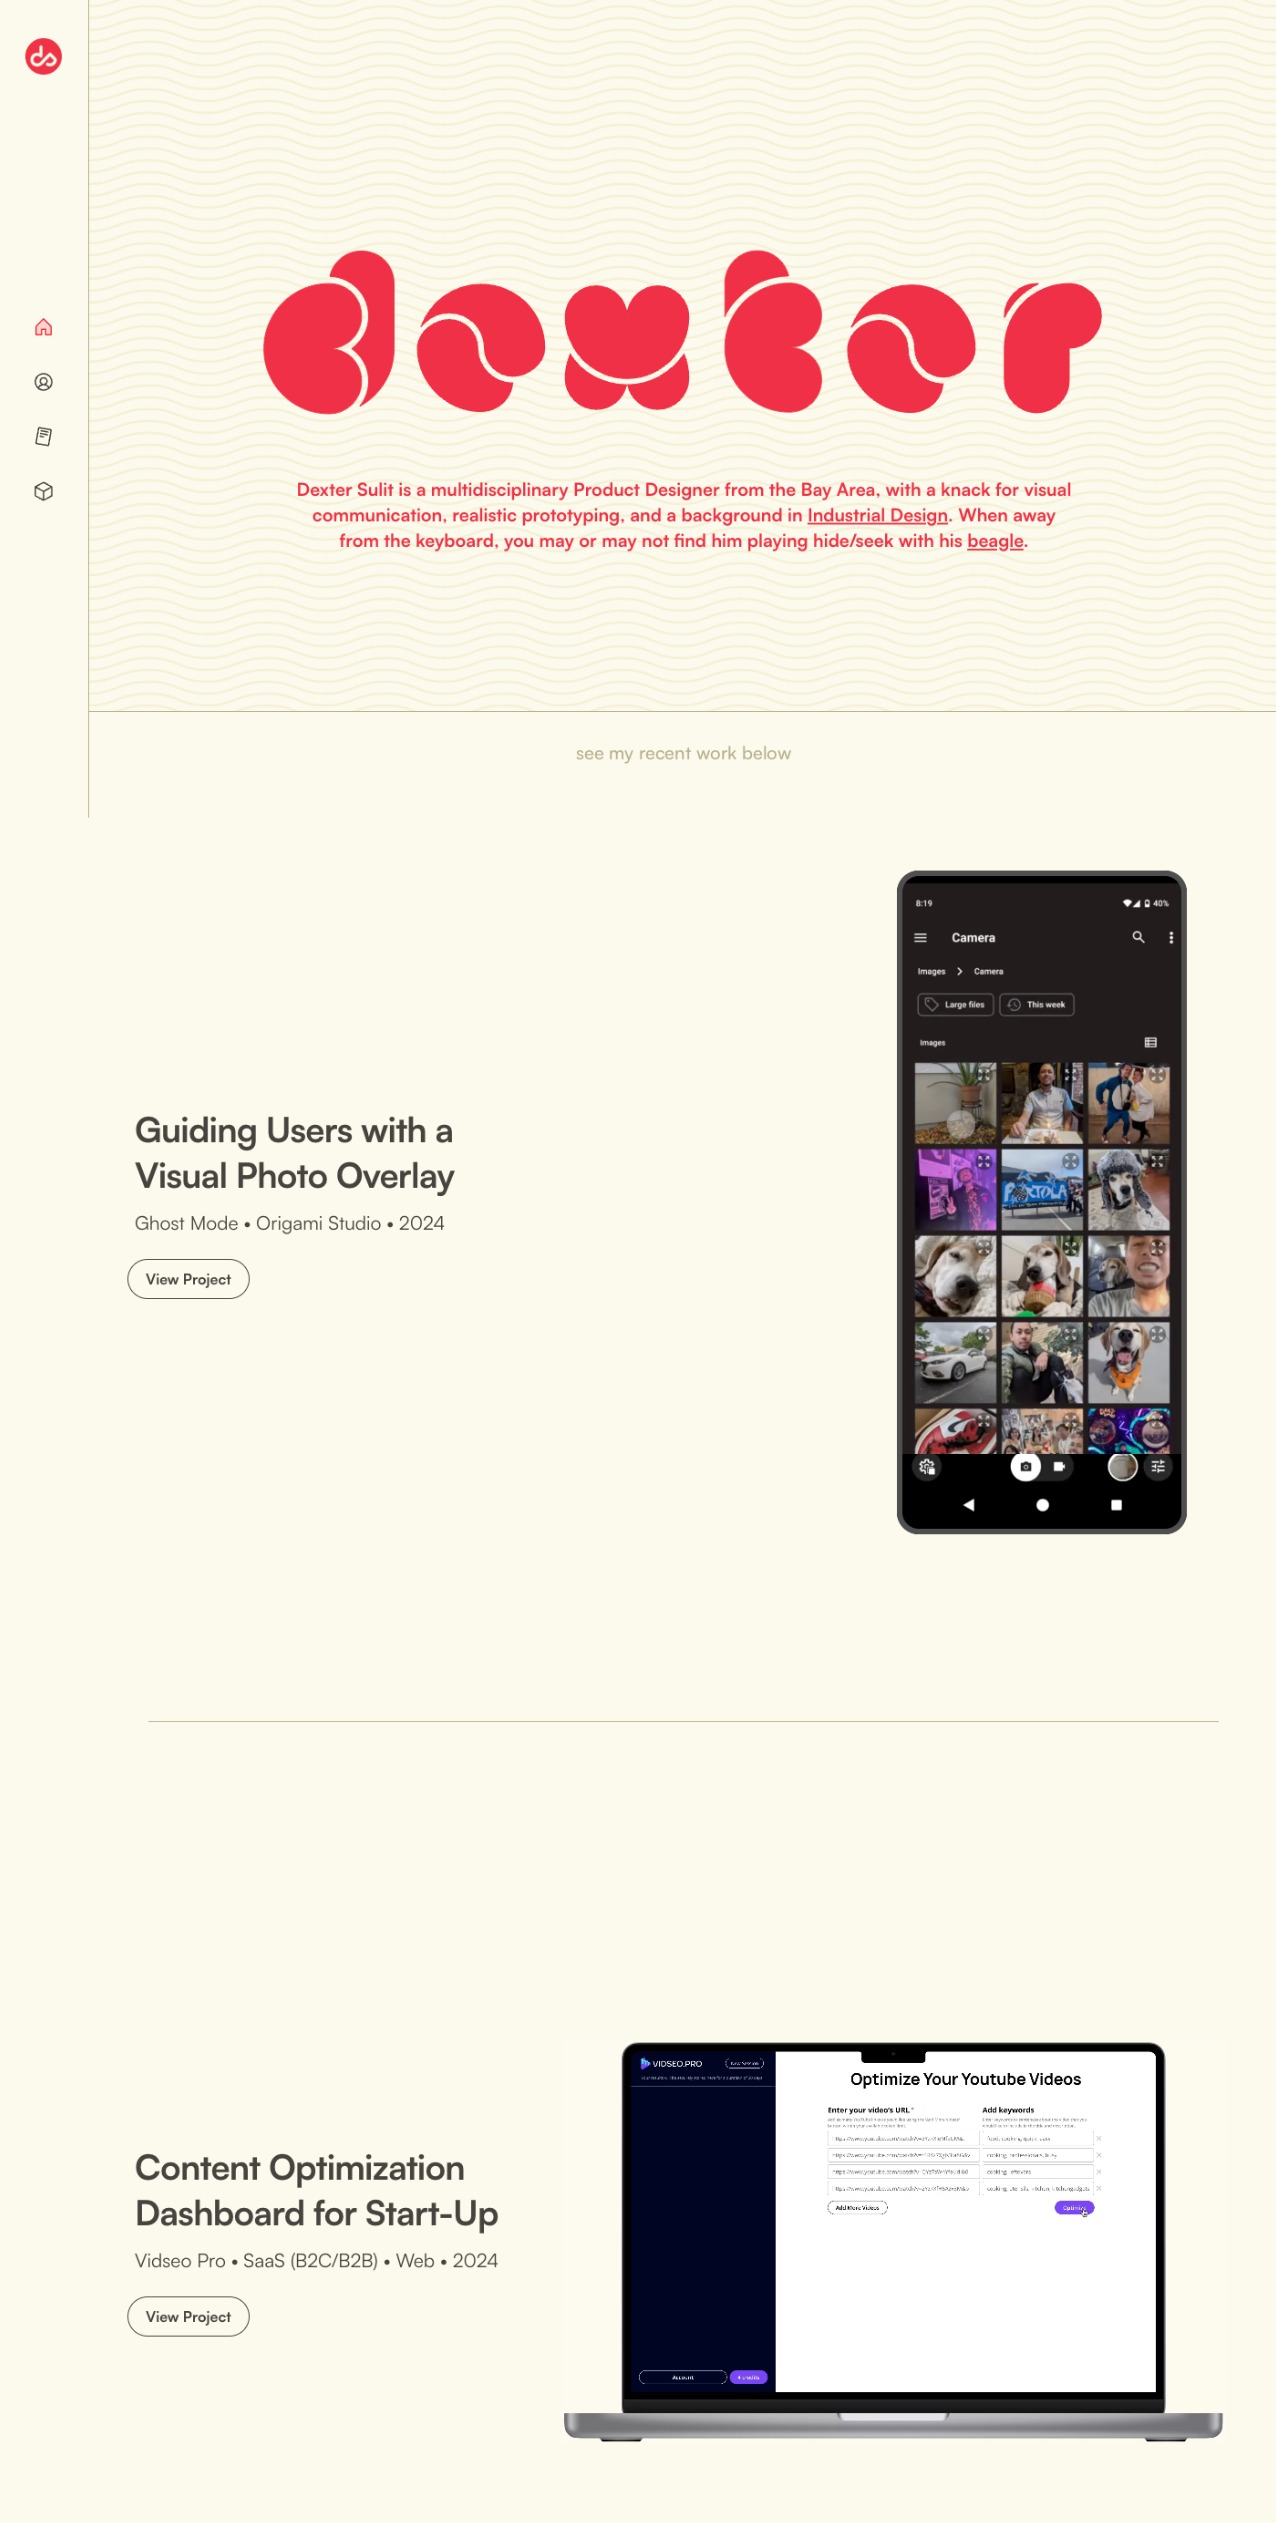 ds
dexter
Dexter Sulit is a multidisciplinary Product Designer from the Bay Area, with a knack for visual
communication, realistic prototyping, and a background in Industrial Design. When away
from the keyboard, you may or may not find him playing hide/seek with his beagle.
see my recent work below
8:19
40%
Camera
Images > Camera
Large files
This week
Images
PORTOLA
Guiding Users with a
Visual Photo Overlay
Ghost Mode • Origami Studio • 2024
View Project
VIDSEO.PRO
New Session
Optimize Your Youtube Videos
Enter your video's URL*
Add keywords
Add More Videos
Optimize
Account
Content Optimization
Dashboard for Start-Up
Vidseo Pro • SaaS (B2C/B2B) • Web • 2024
View Project